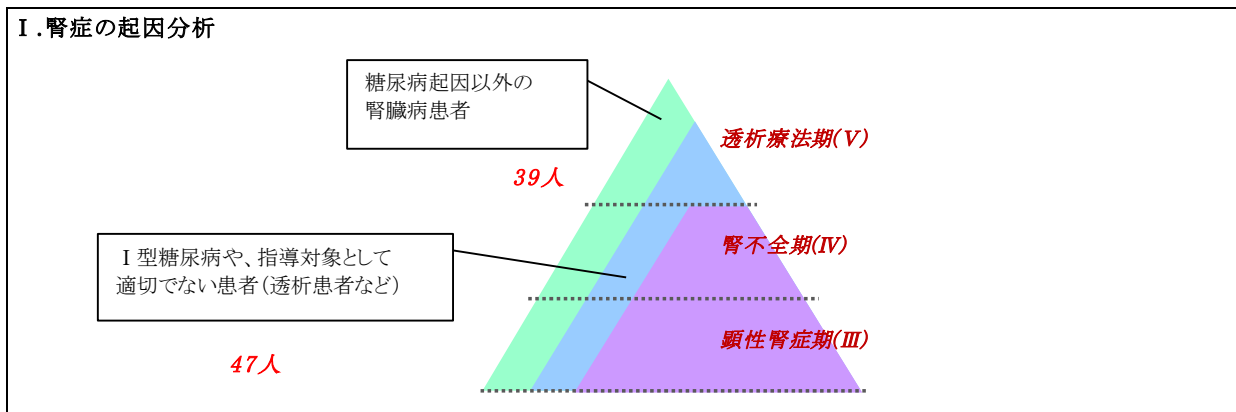 Ⅰ.腎症の起因分析
糖尿病起因以外の
腎臓病患者
透析療法期(Ⅴ)
39人
腎不全期(Ⅳ)
Ⅰ型糖尿病や、指導対象として
適切でない患者(透析患者など)
顕性腎症期(Ⅲ)
47人